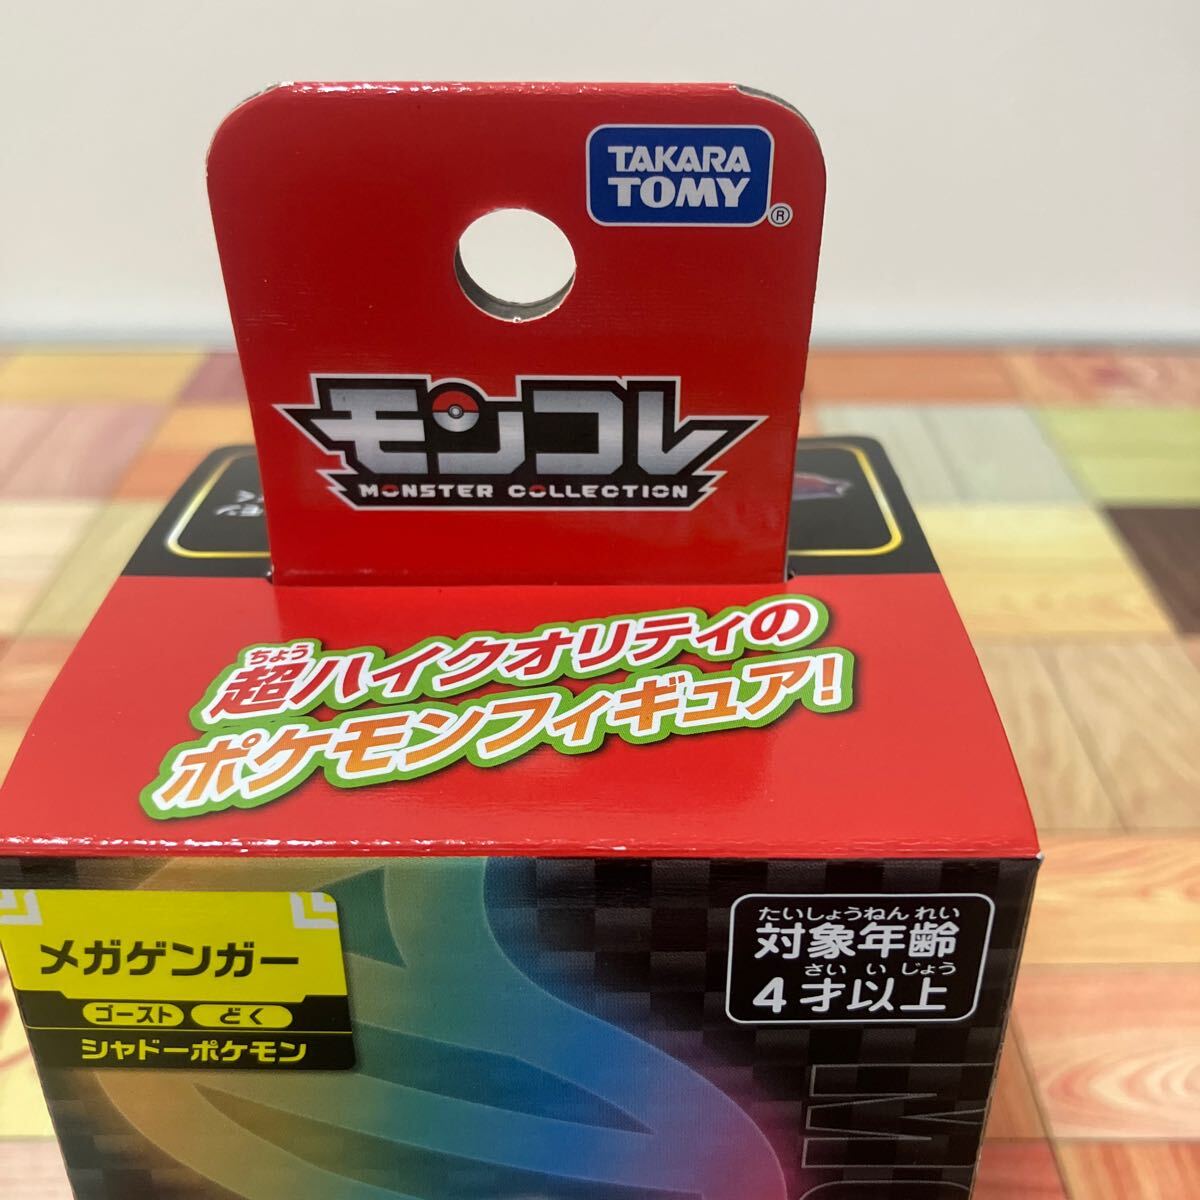 TAKARA
TOMY
®
モンコレ
MONSTER COLLECTION
ちょう
超ハイクオリティの
ポケモンフィギュア!
メガゲンガー
ゴースト どく
シャドーポケモン
たいしょうねんれい
対象年齢
さいいじょう
4才以上